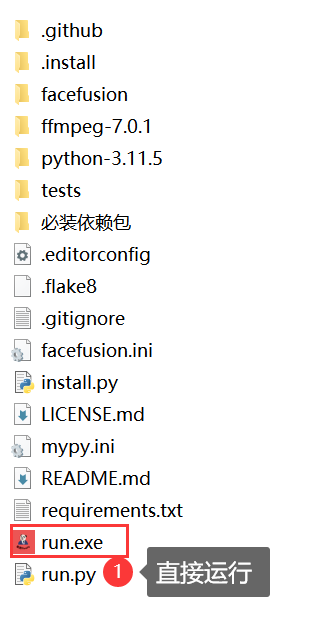 .github
.install
facefusion
ffmpeg-7.0.1
python-3.11.5
tests
必装依赖包
.editorconfig
.flake8
.gitignore
facefusion.ini
install.py
LICENSE.md
mypy.ini
README.md
requirements.txt
run.exe
run.py 1 直接运行